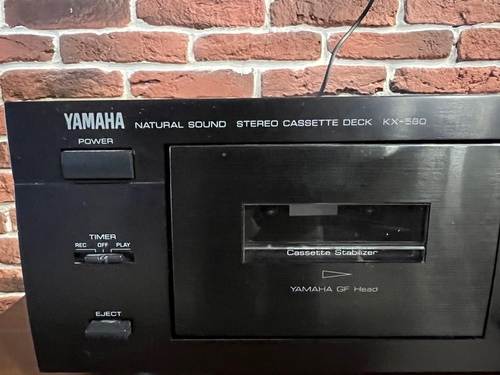 YAMAHA NATURAL SOUND STEREO CASSETTE DECK KX-580
POWER
TIMER
REC OFF PLAY
Cassette Stabilizer
YAMAHA GF Head
EJECT